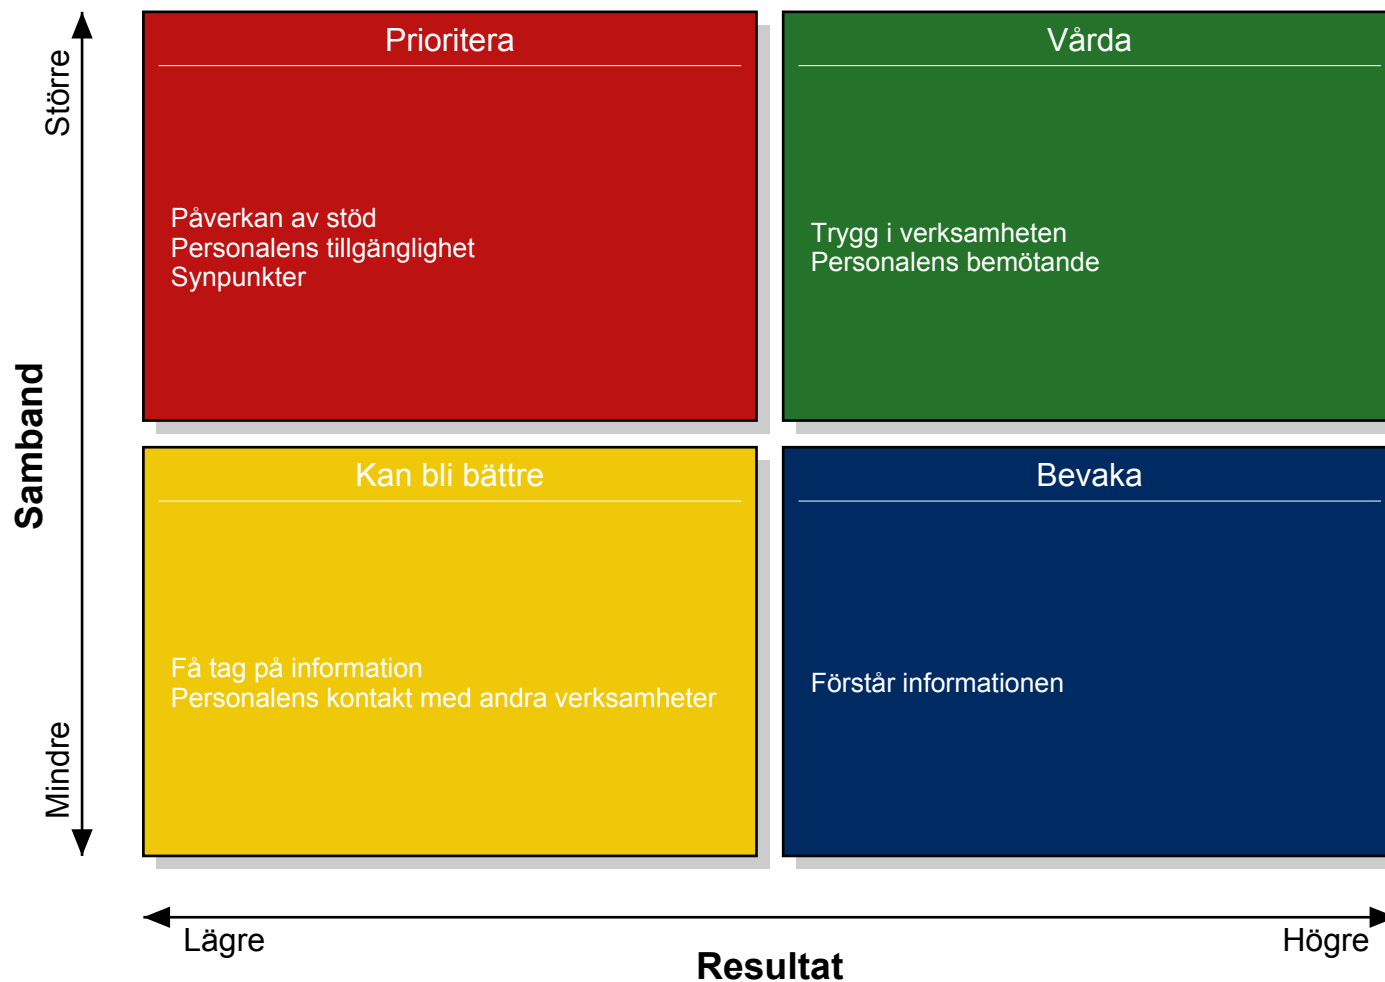 Större
Samband
Mindre
Prioritera
Påverkan av stöd
Personalens tillgänglighet
Synpunkter
Vårda
Trygg i verksamheten
Personalens bemötande
Kan bli bättre
Få tag på information
Personalens kontakt med andra verksamheter
Bevaka
Förstår informationen
Lägre
Högre
Resultat